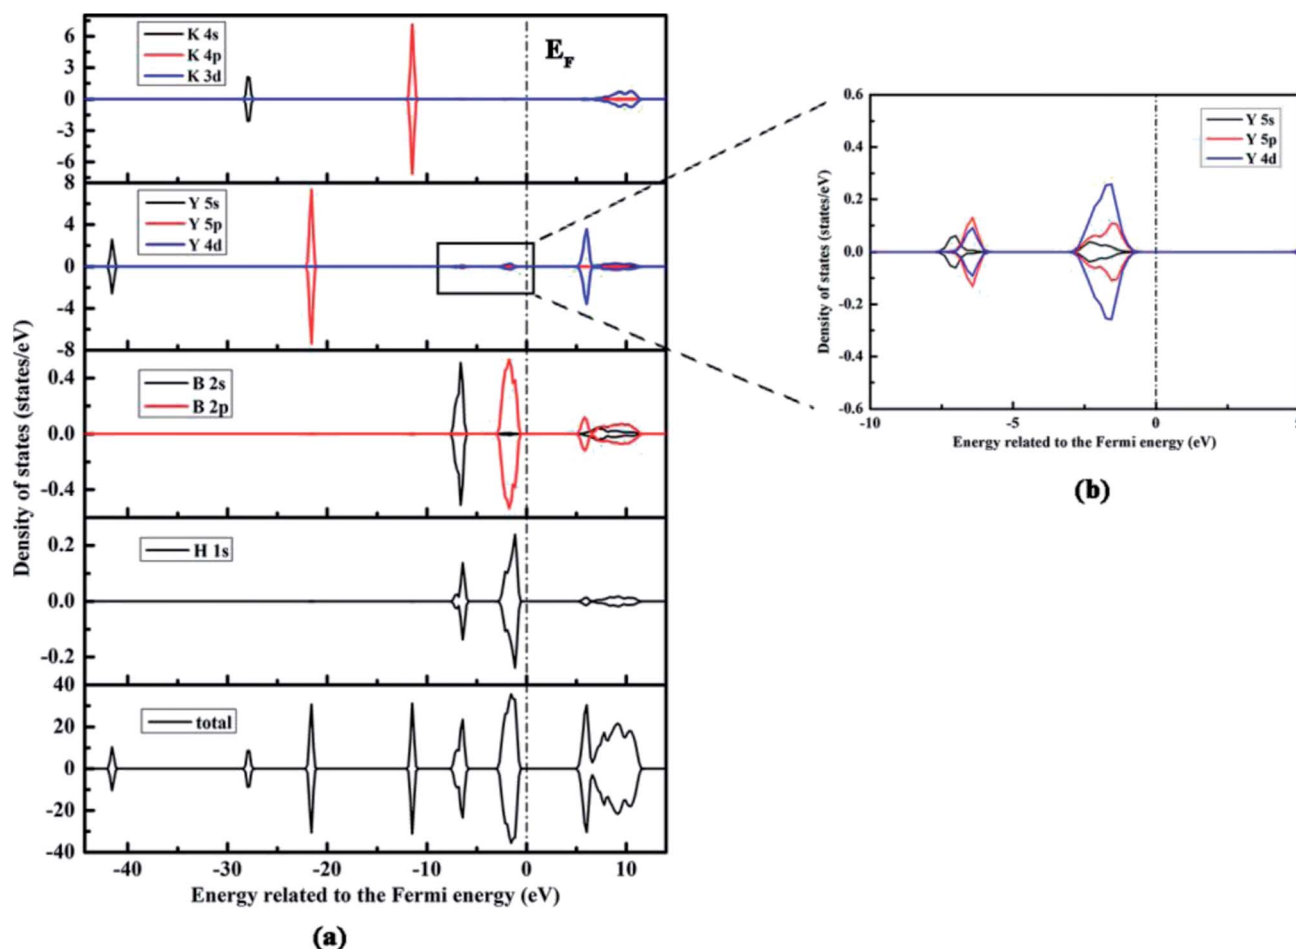 K 4s
K 4p
K 3d
E_F
6
3
0
-3
-6
Y 5s
Y 5p
Y 4d
8
4
0
-4
-8
B 2s
B 2p
0.4
0.0
-0.4
H 1s
0.2
0.0
-0.2
total
40
20
0
-20
-40
-40 -30 -20 -10 0 10
Density of states (states/eV)
Energy related to the Fermi energy (eV)
(a)
Y 5s
Y 5p
Y 4d
0.6
0.4
0.2
0.0
-0.2
-0.4
-0.6
-10 -5 0 5
Density of states (states/eV)
Energy related to the Fermi energy (eV)
(b)